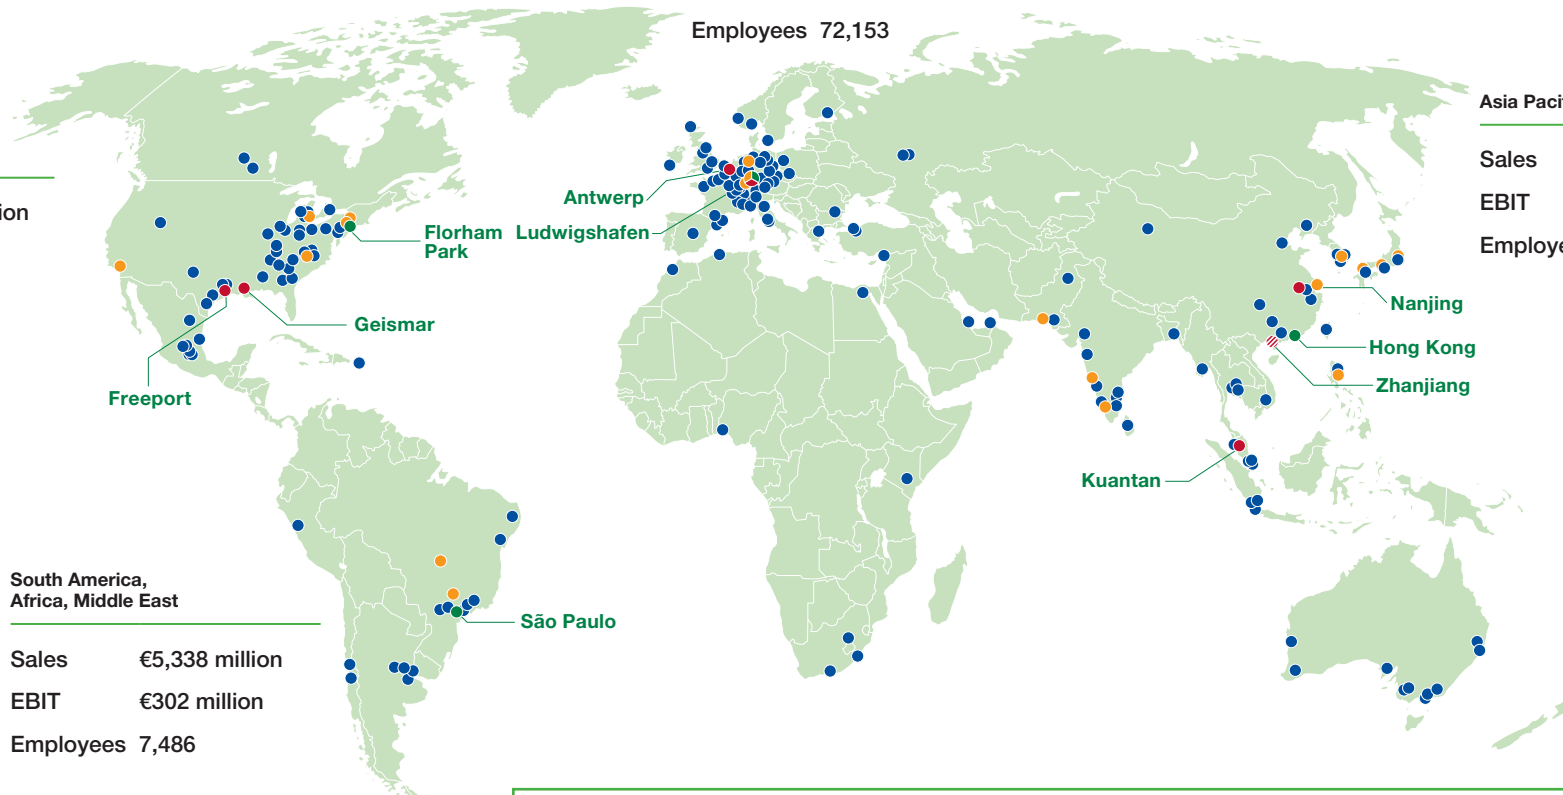 Employees 72,153
Asia Paci
Sales
EBIT
Employe
ion
Antwerp
Ludwigshafen
Florham
Park
Geismar
Freeport
Nanjing
Hong Kong
Zhanjiang
Kuantan
São Paulo
South America,
Africa, Middle East
Sales €5,338 million
EBIT €302 million
Employees 7,486